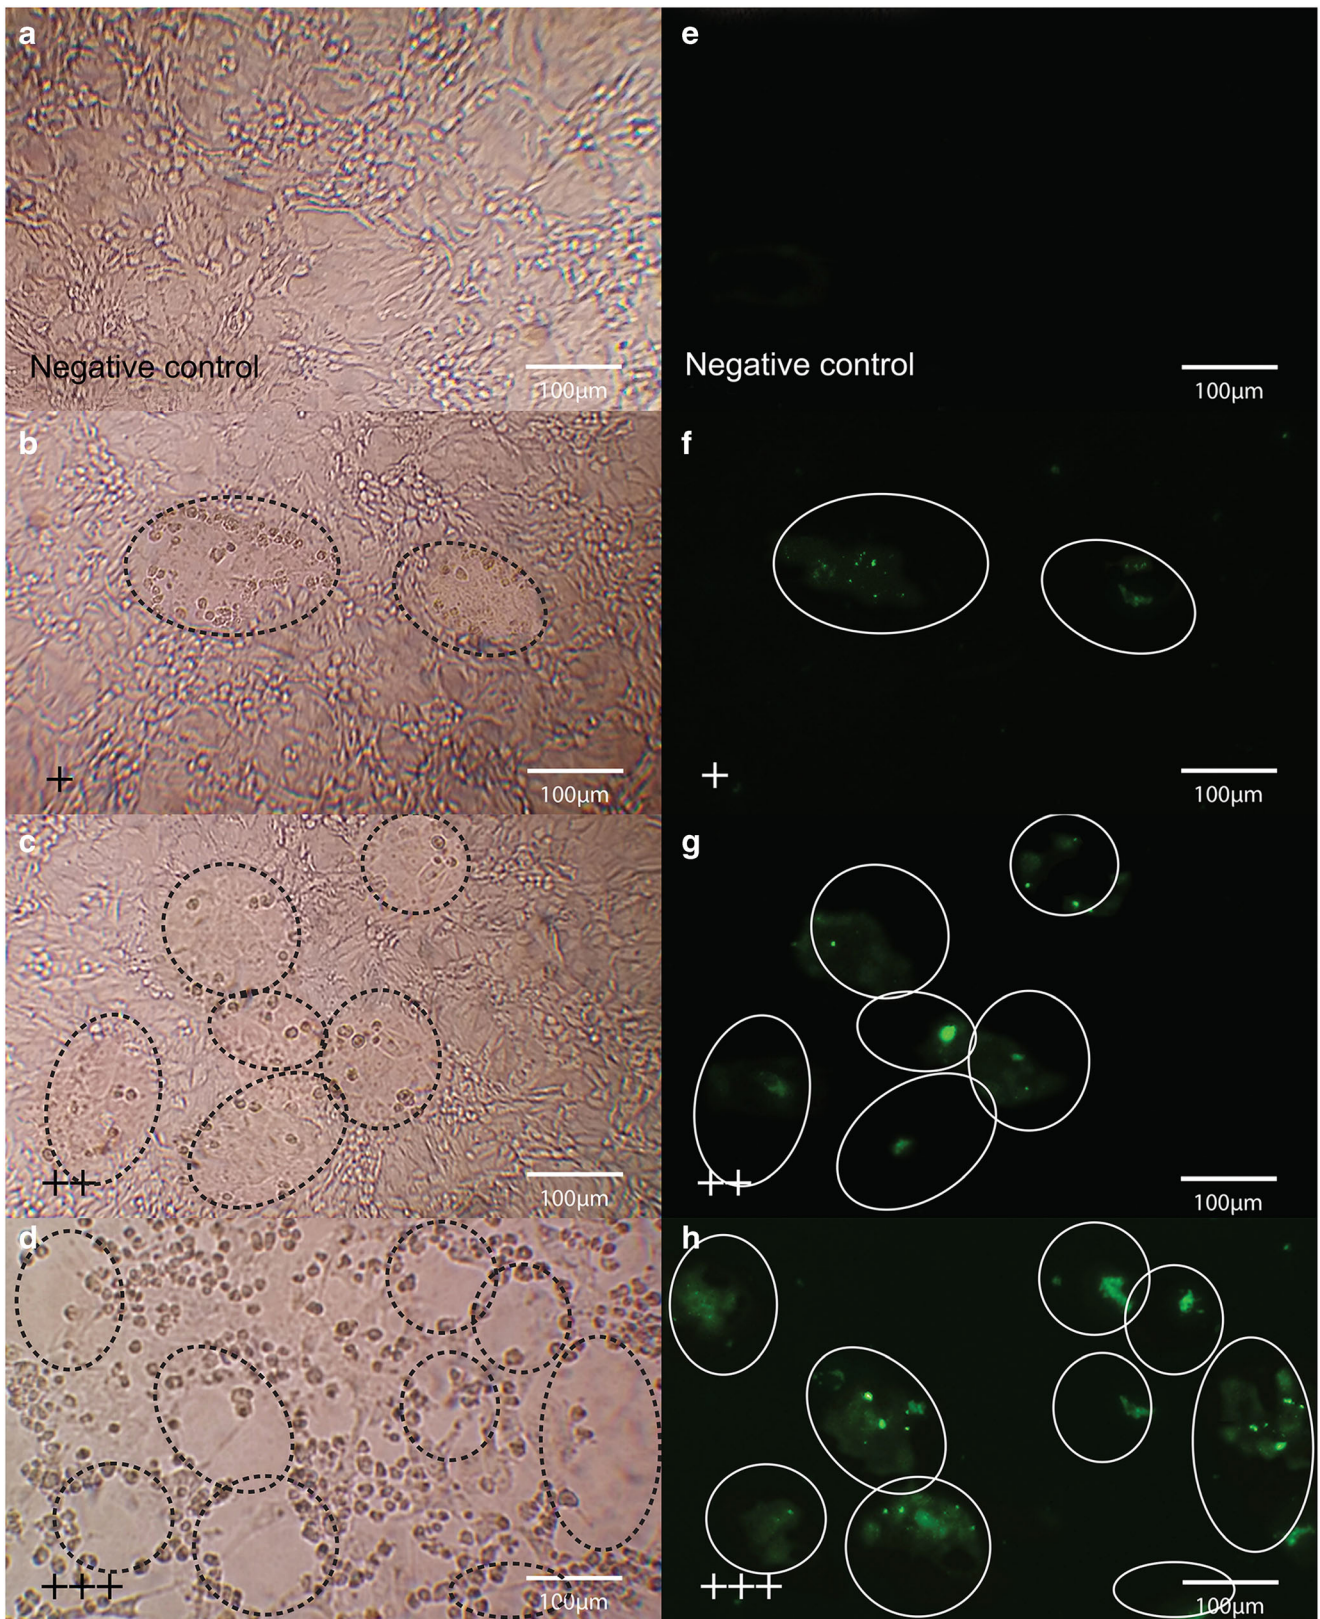 a
e
Negative control
100µm
Negative control
100µm
b
f
+
100µm
+
100µm
c
g
++
100µm
++
100µm
d
h
+++
100µm
+++
100µm